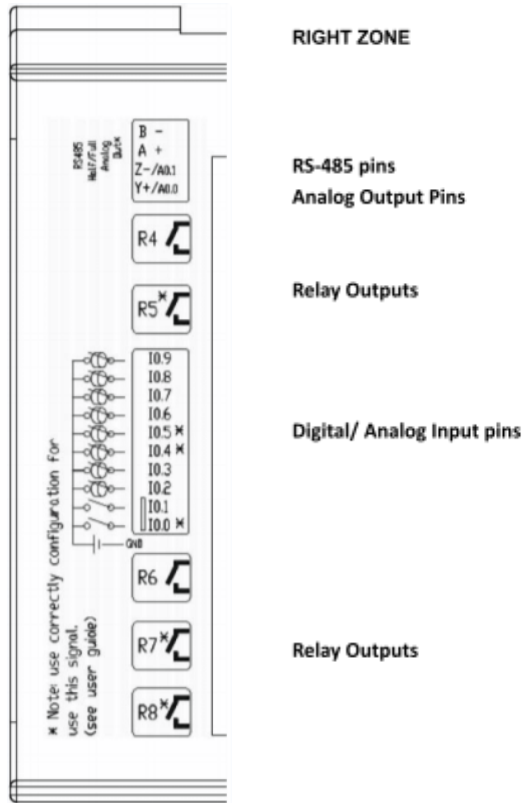 RIGHT ZONE
RS485
Half/Full
Analog
Out*
B -
A +
Z-/A0.1
Y+/A0.0
RS-485 pins
Analog Output Pins
R4
R5*
Relay Outputs
I0.9
I0.8
I0.7
I0.6
I0.5 *
I0.4 *
I0.3
I0.2
I0.1
I0.0 *
GND
Digital/ Analog Input pins
R6
R7*
R8*
Relay Outputs
* Note: use correctly configuration for
use this signal.
(see user guide)